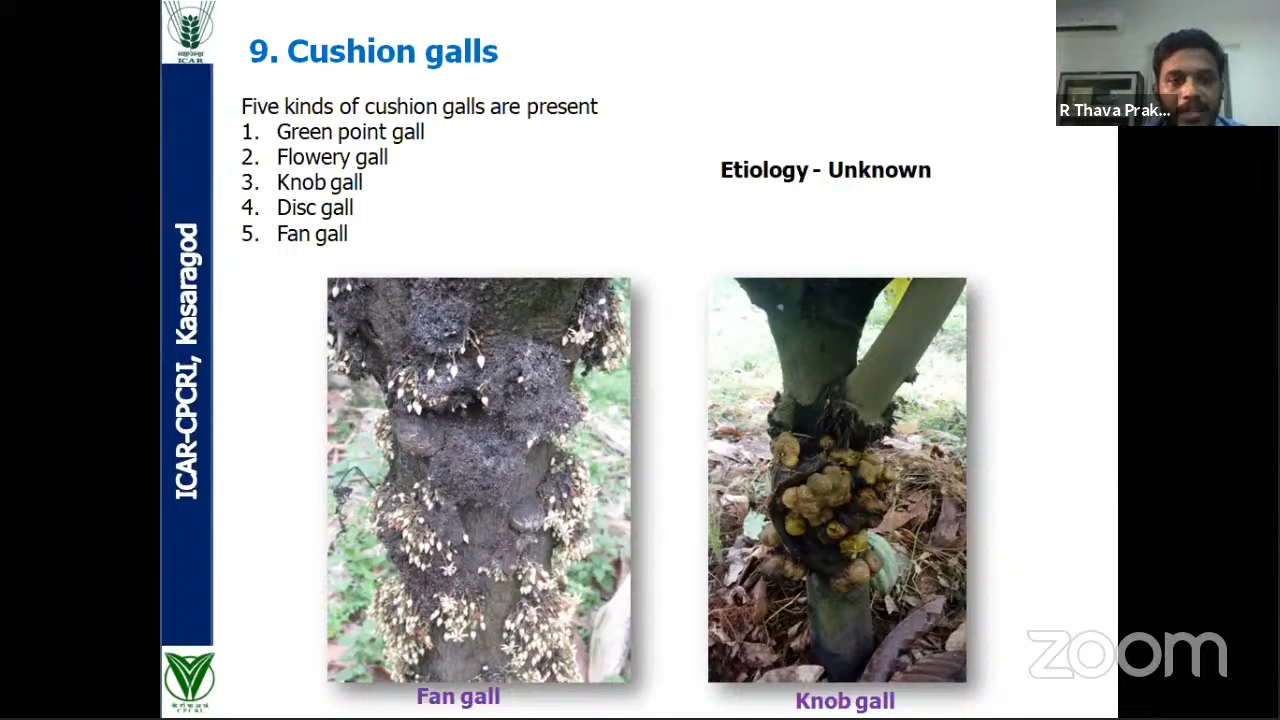 ICAR
9. Cushion galls
R Thava Prak...
Five kinds of cushion galls are present
1. Green point gall
2. Flowery gall
3. Knob gall
4. Disc gall
5. Fan gall
Etiology - Unknown
ICAR-CPCRI, Kasaragod
Fan gall
Knob gall
CPCRI
zoom